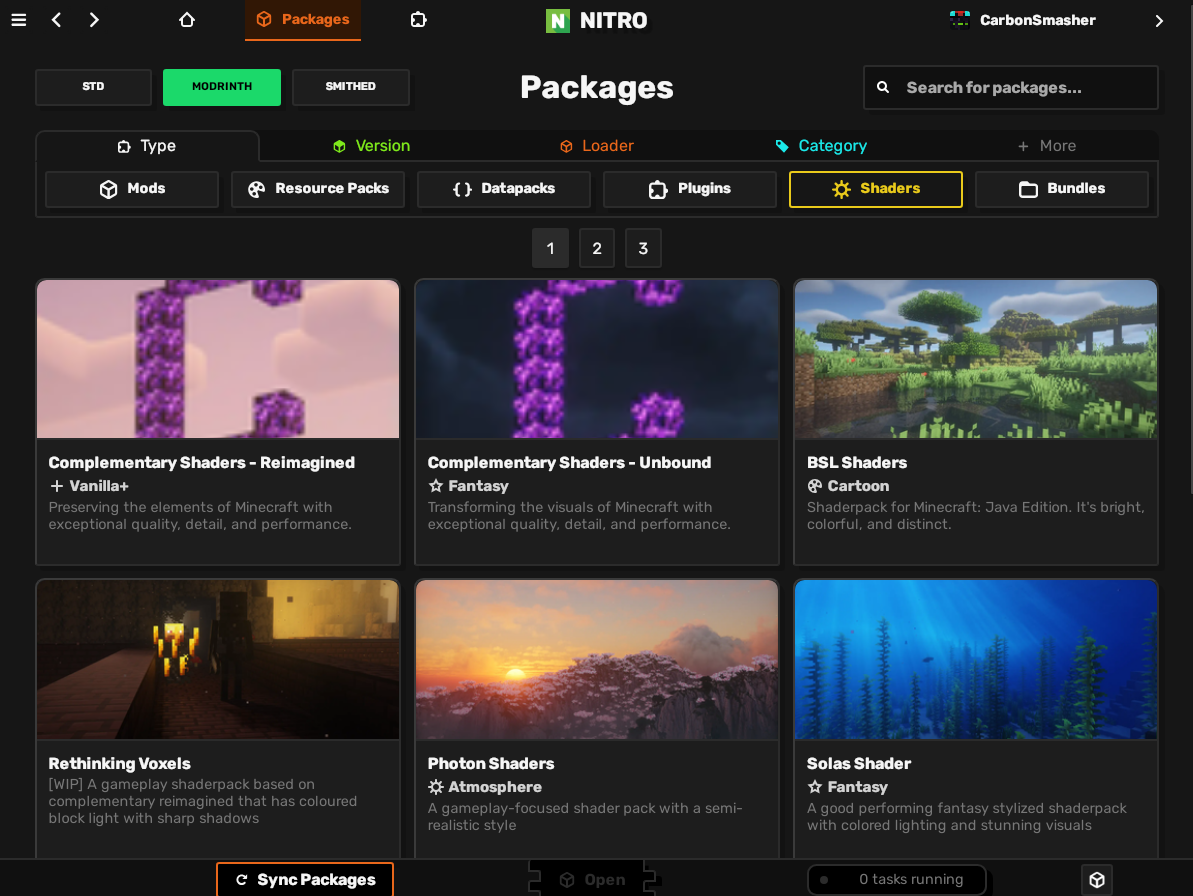 Packages
N NITRO
CarbonSmasher
STD
MODRINTH
SMITHED
Packages
Search for packages...
Type
Version
Loader
Category
+ More
Mods
Resource Packs
{ } Datapacks
Plugins
Shaders
Bundles
1
2
3
Complementary Shaders - Reimagined
Vanilla+
Preserving the elements of Minecraft with
exceptional quality, detail, and performance.
Complementary Shaders - Unbound
Fantasy
Transforming the visuals of Minecraft with
exceptional quality, detail, and performance.
BSL Shaders
Cartoon
Shaderpack for Minecraft: Java Edition. It's bright,
colorful, and distinct.
Rethinking Voxels
[WIP] A gameplay shaderpack based on
complementary reimagined that has coloured
block light with sharp shadows
Photon Shaders
Atmosphere
A gameplay-focused shader pack with a semi-
realistic style
Solas Shader
Fantasy
A good performing fantasy stylized shaderpack
with colored lighting and stunning visuals
Sync Packages
Open
0 tasks running